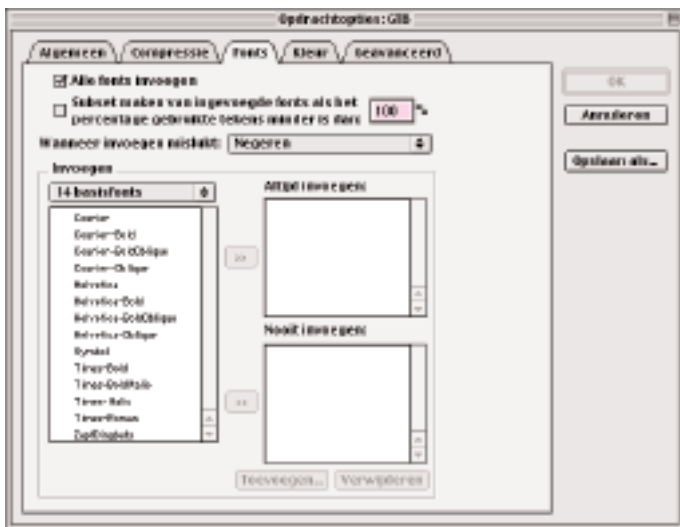 Opdrachtopties: GIB
Algemeen
Compressie
Fonts
Kleur
Geavanceerd
Alle fonts invoegen
Subset maken van ingevoegde fonts als het
percentage gebruikte tekens minder is dan: 100 %
Wanneer invoegen mislukt: Negeren
Invoegen
14 basisfonts
Courier
Courier-Bold
Courier-BoldOblique
Courier-Oblique
Helvetica
Helvetica-Bold
Helvetica-BoldOblique
Helvetica-Oblique
Symbol
Times-Bold
Times-BoldItalic
Times-Italic
Times-Roman
ZapfDingbats
>>
<<
Altijd invoegen:
Nooit invoegen:
Toevoegen...
Verwijderen
OK
Annuleren
Opslaan als...